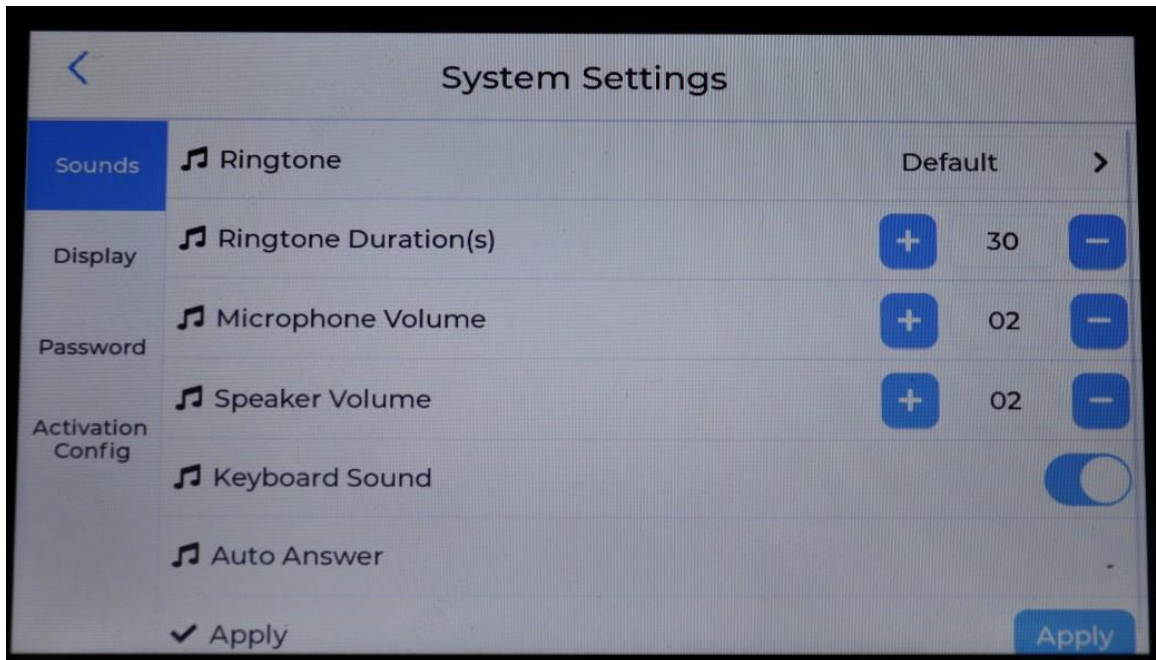 System Settings
Sounds
Display
Password
Activation
Config
Ringtone Default
Ringtone Duration(s) 30
Microphone Volume 02
Speaker Volume 02
Keyboard Sound
Auto Answer
Apply Apply